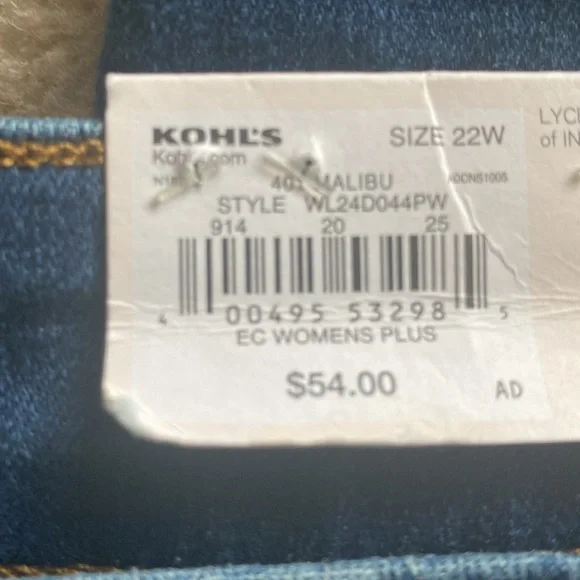 KOHL'S SIZE 22W
MALIBU
STYLE WL24D044PW
914 20 25
4 00495 53298 5
EC WOMENS PLUS
$54.00 AD
LYC
of IN